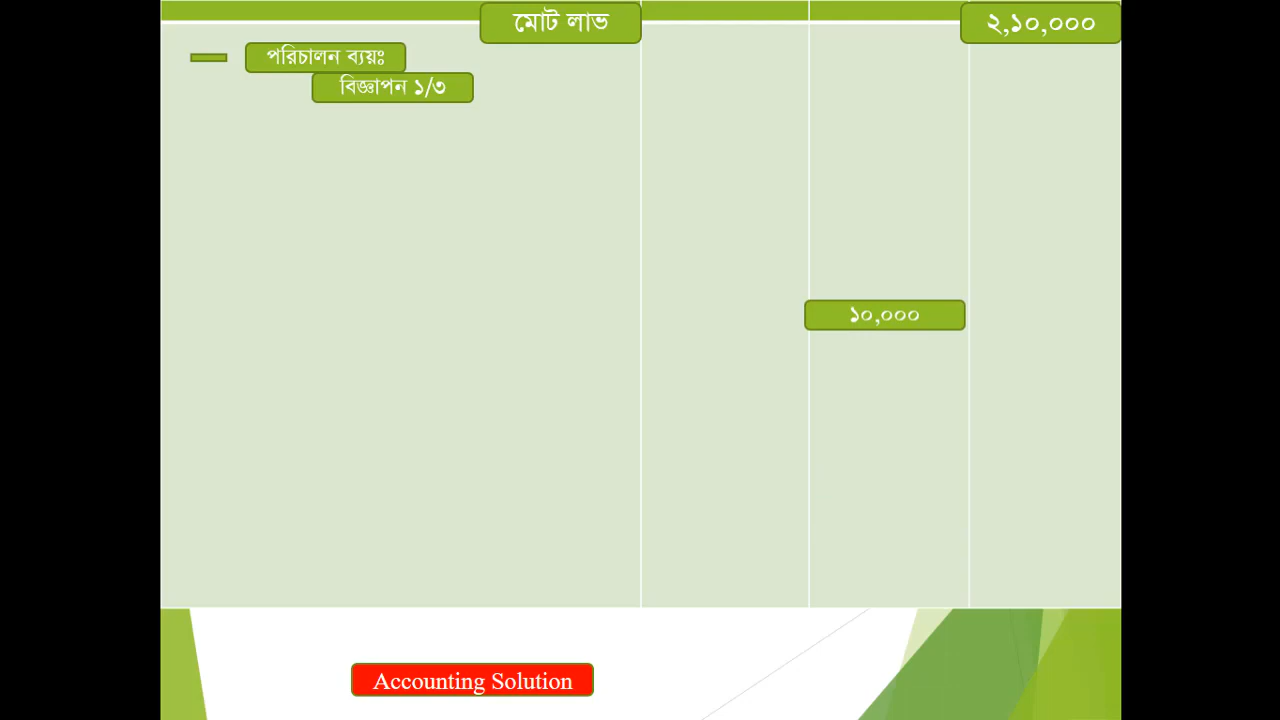 মোট লাভ ২,১০,০০০
পরিচালন ব্যয়ঃ
বিজ্ঞাপন ১/৩
১০,০০০
Accounting Solution